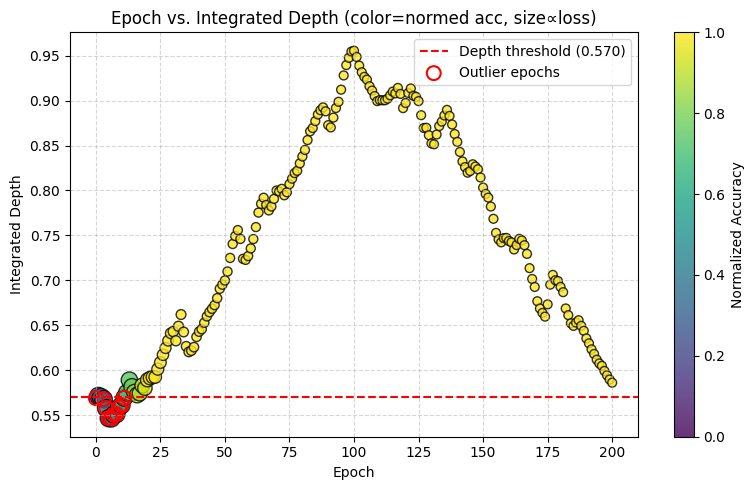 Epoch vs. Integrated Depth (color=normed acc, size∝loss)
Depth threshold (0.570)
Outlier epochs
Integrated Depth
0.95
0.90
0.85
0.80
0.75
0.70
0.65
0.60
0.55
0 25 50 75 100 125 150 175 200
Epoch
1.0
0.8
0.6
0.4
0.2
0.0
Normalized Accuracy